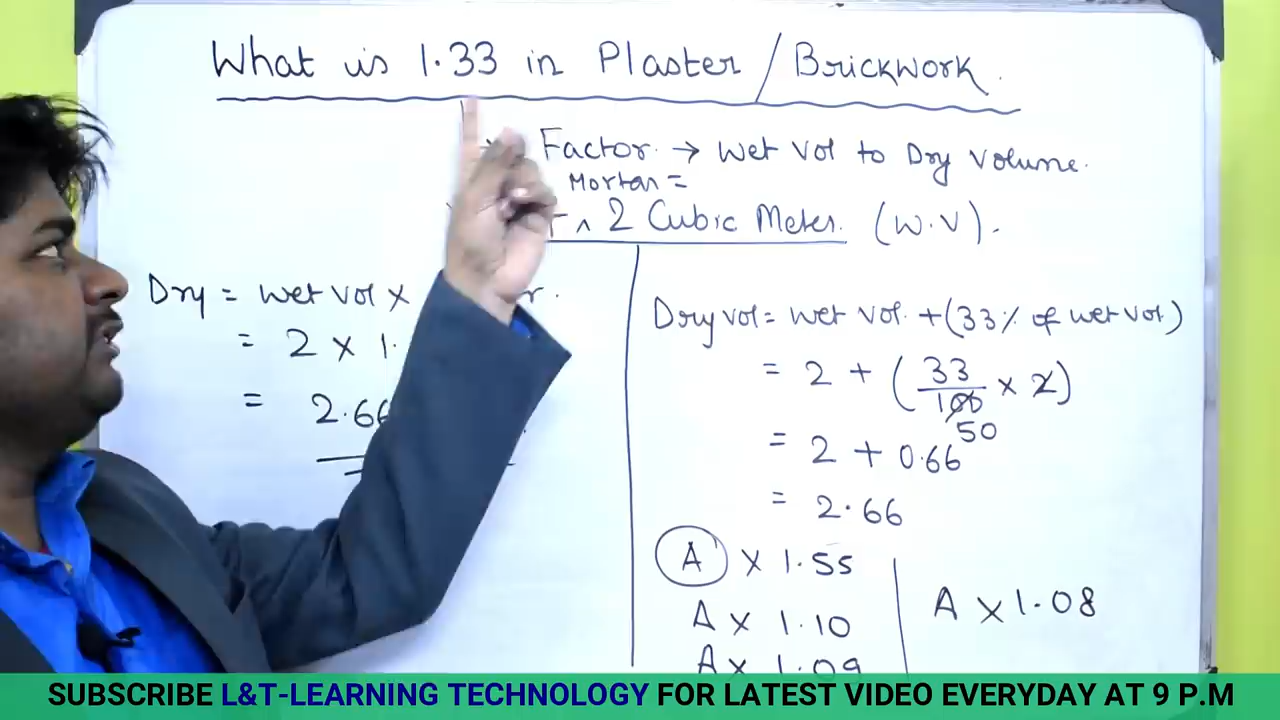 What is 1.33 in Plaster / Brickwork.
Factor. → Wet Vol to Dry Volume.
Mortar =
^ 2 Cubic Meter. (W.V).
Dry = Wet Vol ×
= 2 × 1.
= 2.66
Dry vol = Wet Vol. + (33% of wet vol.)
= 2 + (33/100 × 2)
50
= 2 + 0.66
= 2.66
A × 1.55
A × 1.10
A × 1.09
A × 1.08
SUBSCRIBE L&T-LEARNING TECHNOLOGY FOR LATEST VIDEO EVERYDAY AT 9 P.M